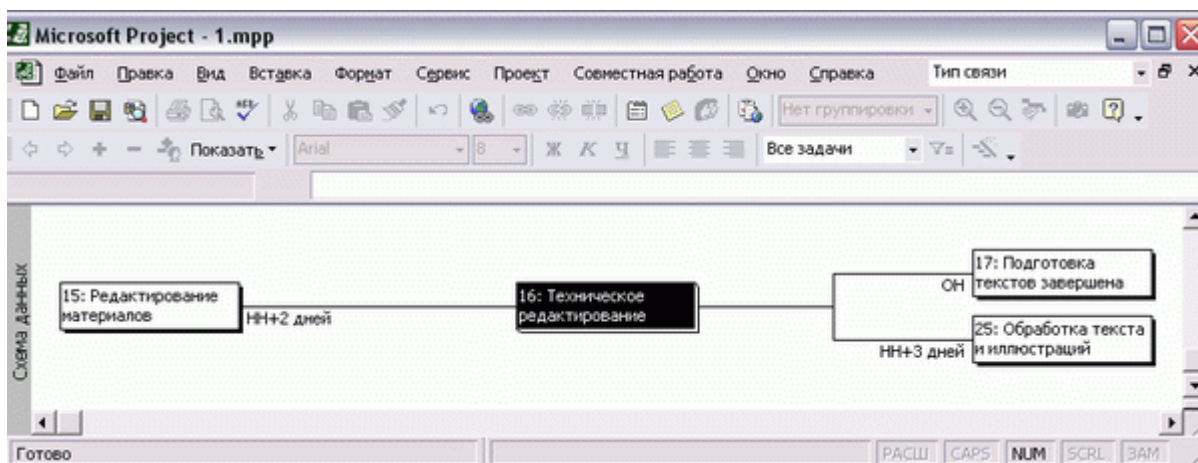 Microsoft Project - 1.mpp
Файл Правка Вид Вставка Формат Сервис Проект Совместная работа Окно Справка Тип связи
Нет группировки
Показать Arial 8 Ж К Ч Все задачи
Схема данных
15: Редактирование
материалов
НН+2 дней
16: Техническое
редактирование
ОН
17: Подготовка
текстов завершена
НН+3 дней
25: Обработка текста
и иллюстраций
Готово РАСШ CAPS NUM SCRL ЗАМ